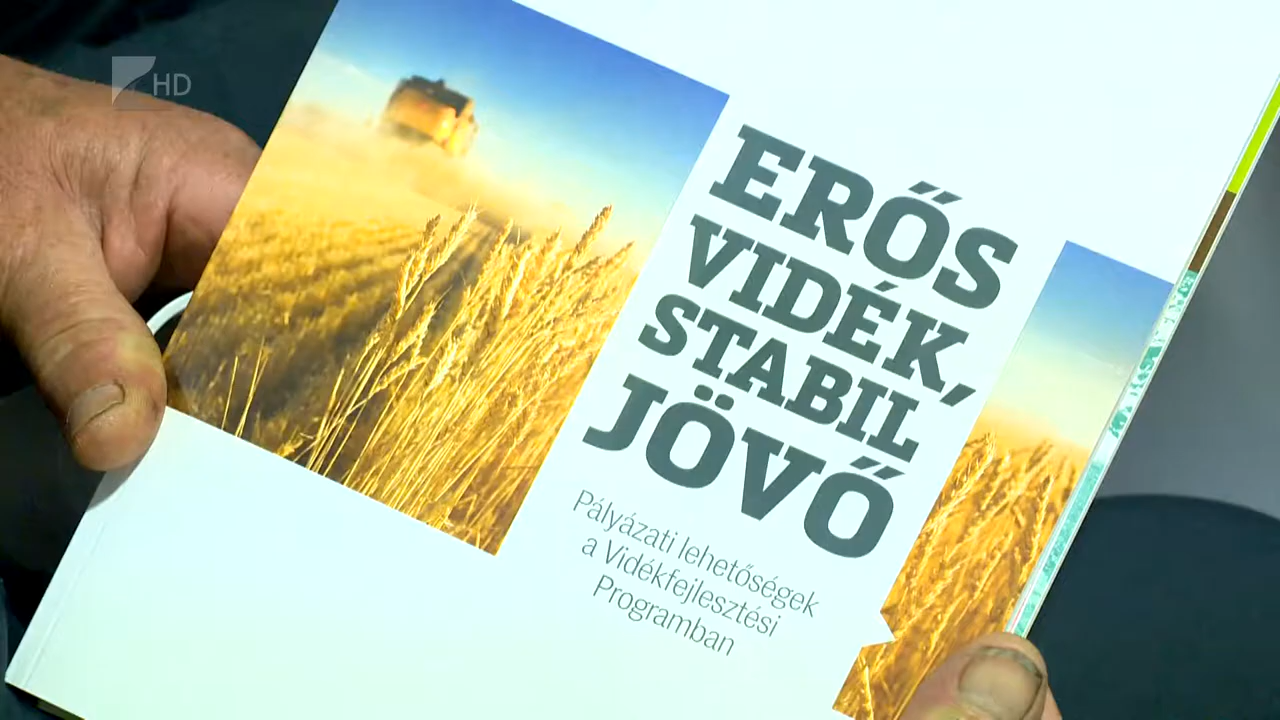 HD
ERŐS
VIDÉK,
STABIL
JÖVŐ
Pályázati lehetőségek
a Vidékfejlesztési
Programban